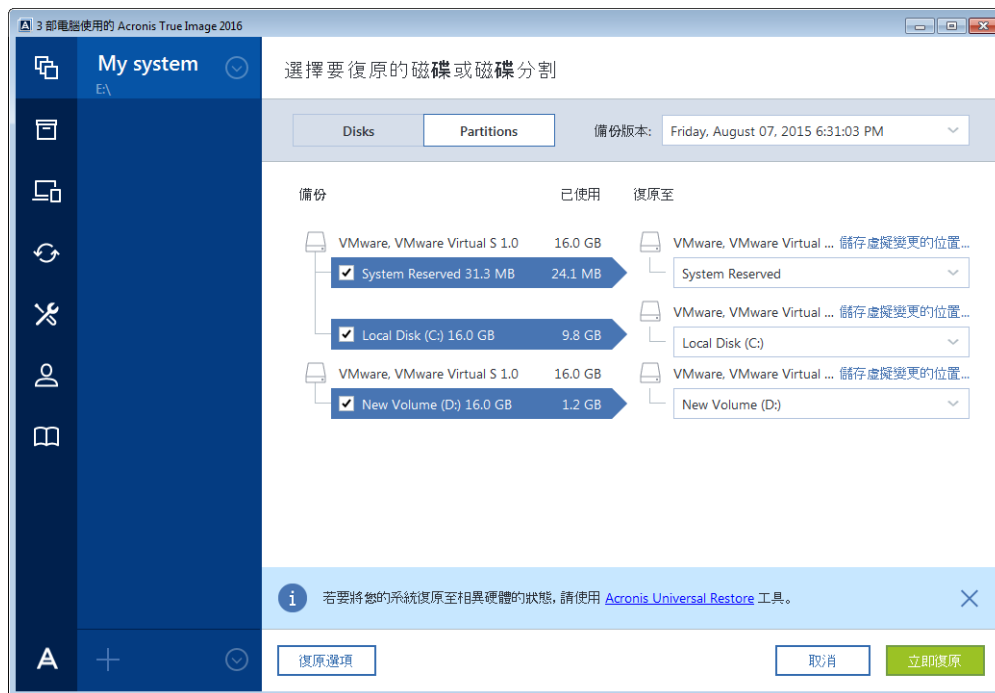 3 部電腦使用的 Acronis True Image 2016
My system
E:\
選擇要復原的磁碟或磁碟分割
Disks
Partitions
備份版本:
Friday, August 07, 2015 6:31:03 PM
備份
已使用
復原至
VMware, VMware Virtual S 1.0
16.0 GB
VMware, VMware Virtual ...
儲存虛擬變更的位置...
System Reserved 31.3 MB
24.1 MB
System Reserved
VMware, VMware Virtual ...
儲存虛擬變更的位置...
Local Disk (C:) 16.0 GB
9.8 GB
Local Disk (C:)
VMware, VMware Virtual S 1.0
16.0 GB
VMware, VMware Virtual ...
儲存虛擬變更的位置...
New Volume (D:) 16.0 GB
1.2 GB
New Volume (D:)
若要將您的系統復原至相異硬體的狀態, 請使用 Acronis Universal Restore 工具。
復原選項
取消
立即復原